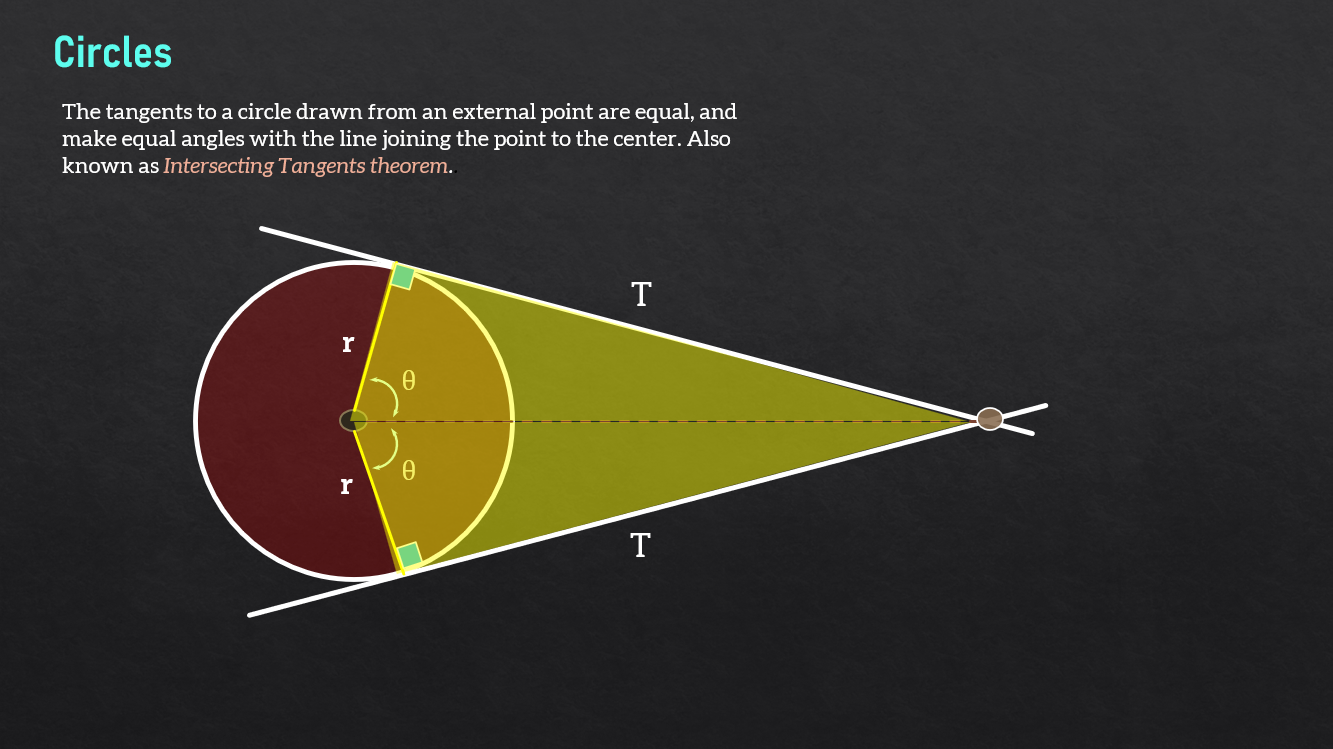 Circles
The tangents to a circle drawn from an external point are equal, and
make equal angles with the line joining the point to the center. Also
known as Intersecting Tangents theorem.
T
r
θ
θ
r
T